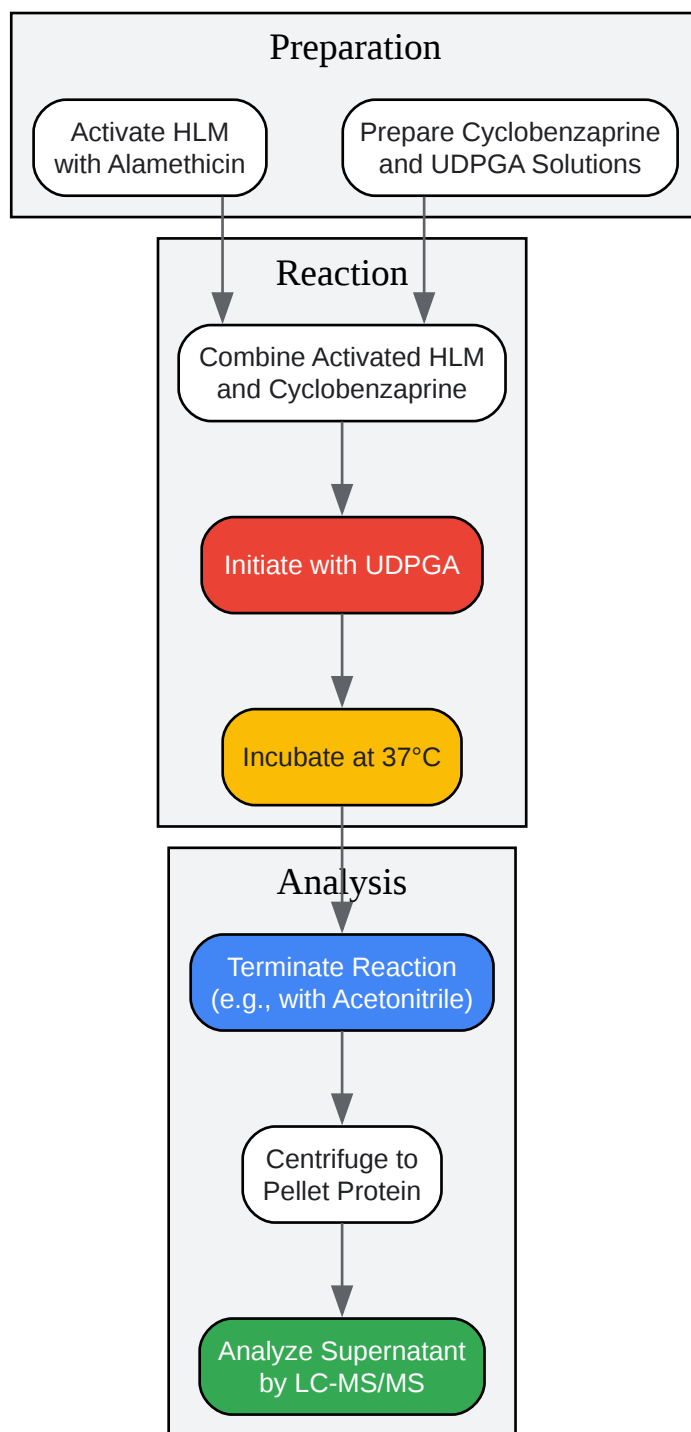 Preparation
Activate HLM
with Alamethicin
Prepare Cyclobenzaprine
and UDPGA Solutions
Reaction
Combine Activated HLM
and Cyclobenzaprine
Initiate with UDPGA
Incubate at 37°C
Analysis
Terminate Reaction
(e.g., with Acetonitrile)
Centrifuge to
Pellet Protein
Analyze Supernatant
by LC-MS/MS